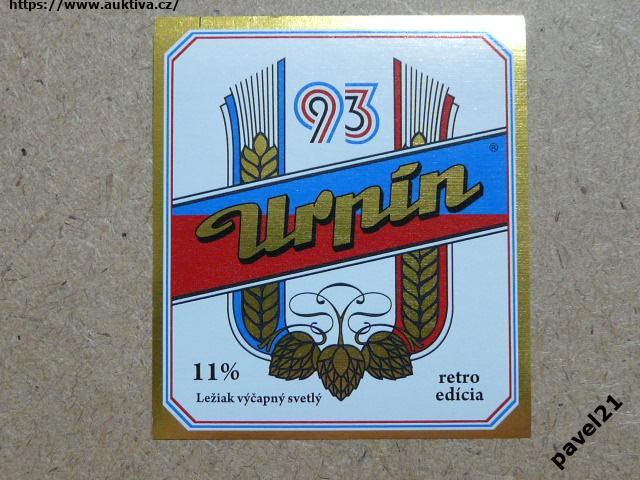 https://www.auktiva.cz/
93
Urpín ®
11%
Ležiak výčapný svetlý
retro
edícia
pavel21